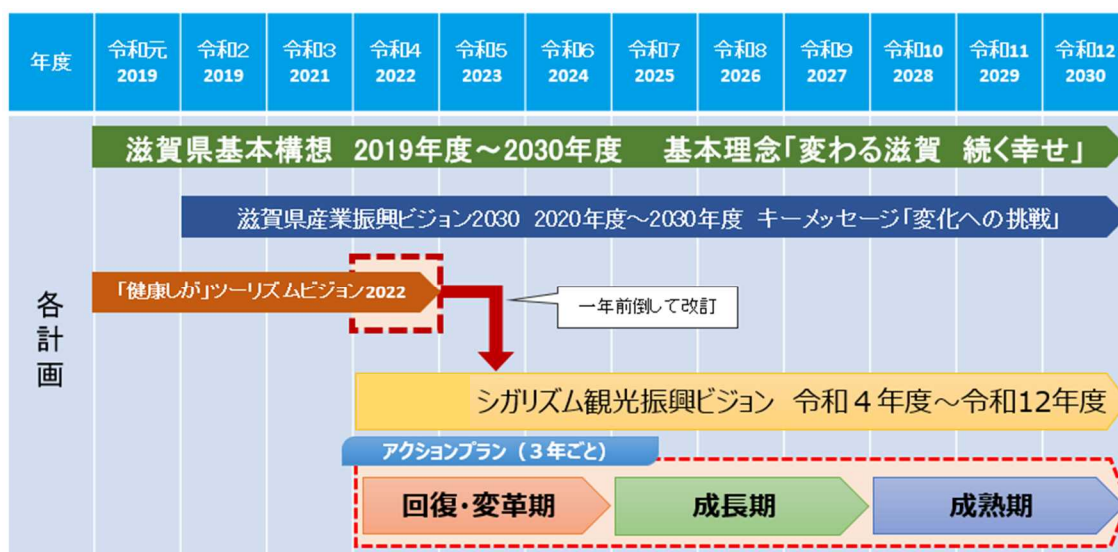 年度
令和元
2019
令和2
2019
令和3
2021
令和4
2022
令和5
2023
令和6
2024
令和7
2025
令和8
2026
令和9
2027
令和10
2028
令和11
2029
令和12
2030
各計画
滋賀県基本構想 2019年度～2030年度 基本理念「変わる滋賀 続く幸せ」
滋賀県産業振興ビジョン2030 2020年度～2030年度 キーメッセージ「変化への挑戦」
「健康しが」ツーリズムビジョン2022
一年前倒して改訂
シガリズム観光振興ビジョン 令和４年度～令和12年度
アクションプラン（３年ごと）
回復・変革期
成長期
成熟期